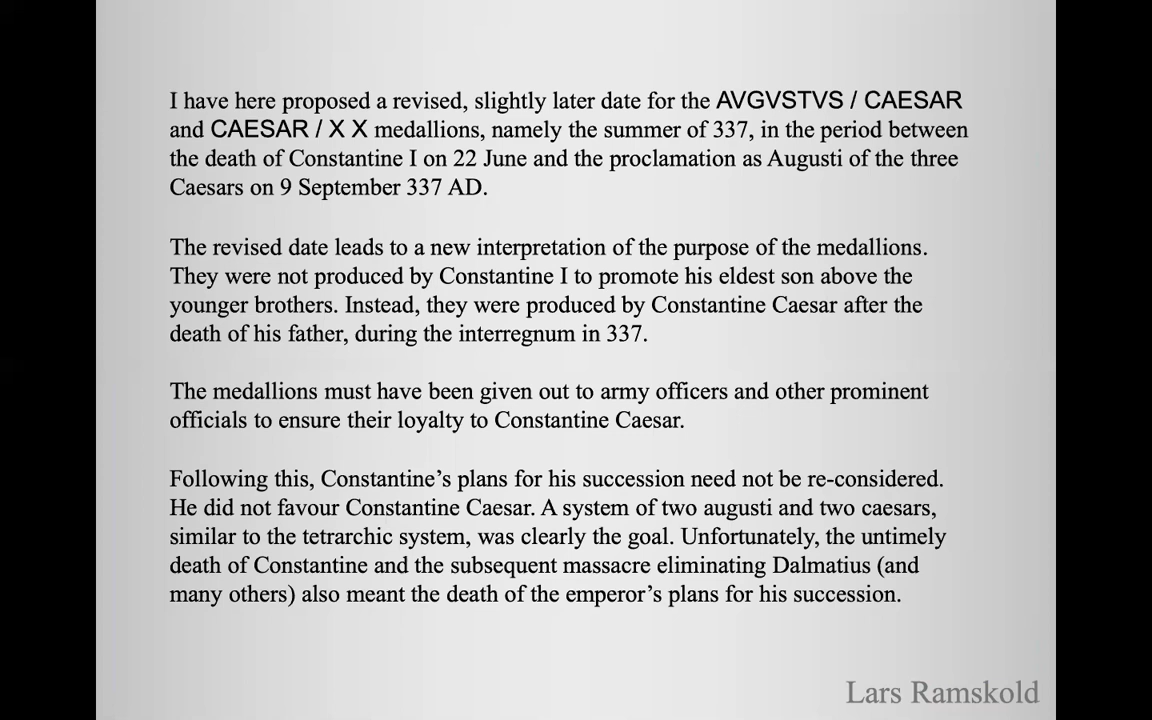 I have here proposed a revised, slightly later date for the AVGVSTVS / CAESAR
and CAESAR / X X medallions, namely the summer of 337, in the period between
the death of Constantine I on 22 June and the proclamation as Augusti of the three
Caesars on 9 September 337 AD.
The revised date leads to a new interpretation of the purpose of the medallions.
They were not produced by Constantine I to promote his eldest son above the
younger brothers. Instead, they were produced by Constantine Caesar after the
death of his father, during the interregnum in 337.
The medallions must have been given out to army officers and other prominent
officials to ensure their loyalty to Constantine Caesar.
Following this, Constantine’s plans for his succession need not be re-considered.
He did not favour Constantine Caesar. A system of two augusti and two caesars,
similar to the tetrarchic system, was clearly the goal. Unfortunately, the untimely
death of Constantine and the subsequent massacre eliminating Dalmatius (and
many others) also meant the death of the emperor’s plans for his succession.
Lars Ramskold